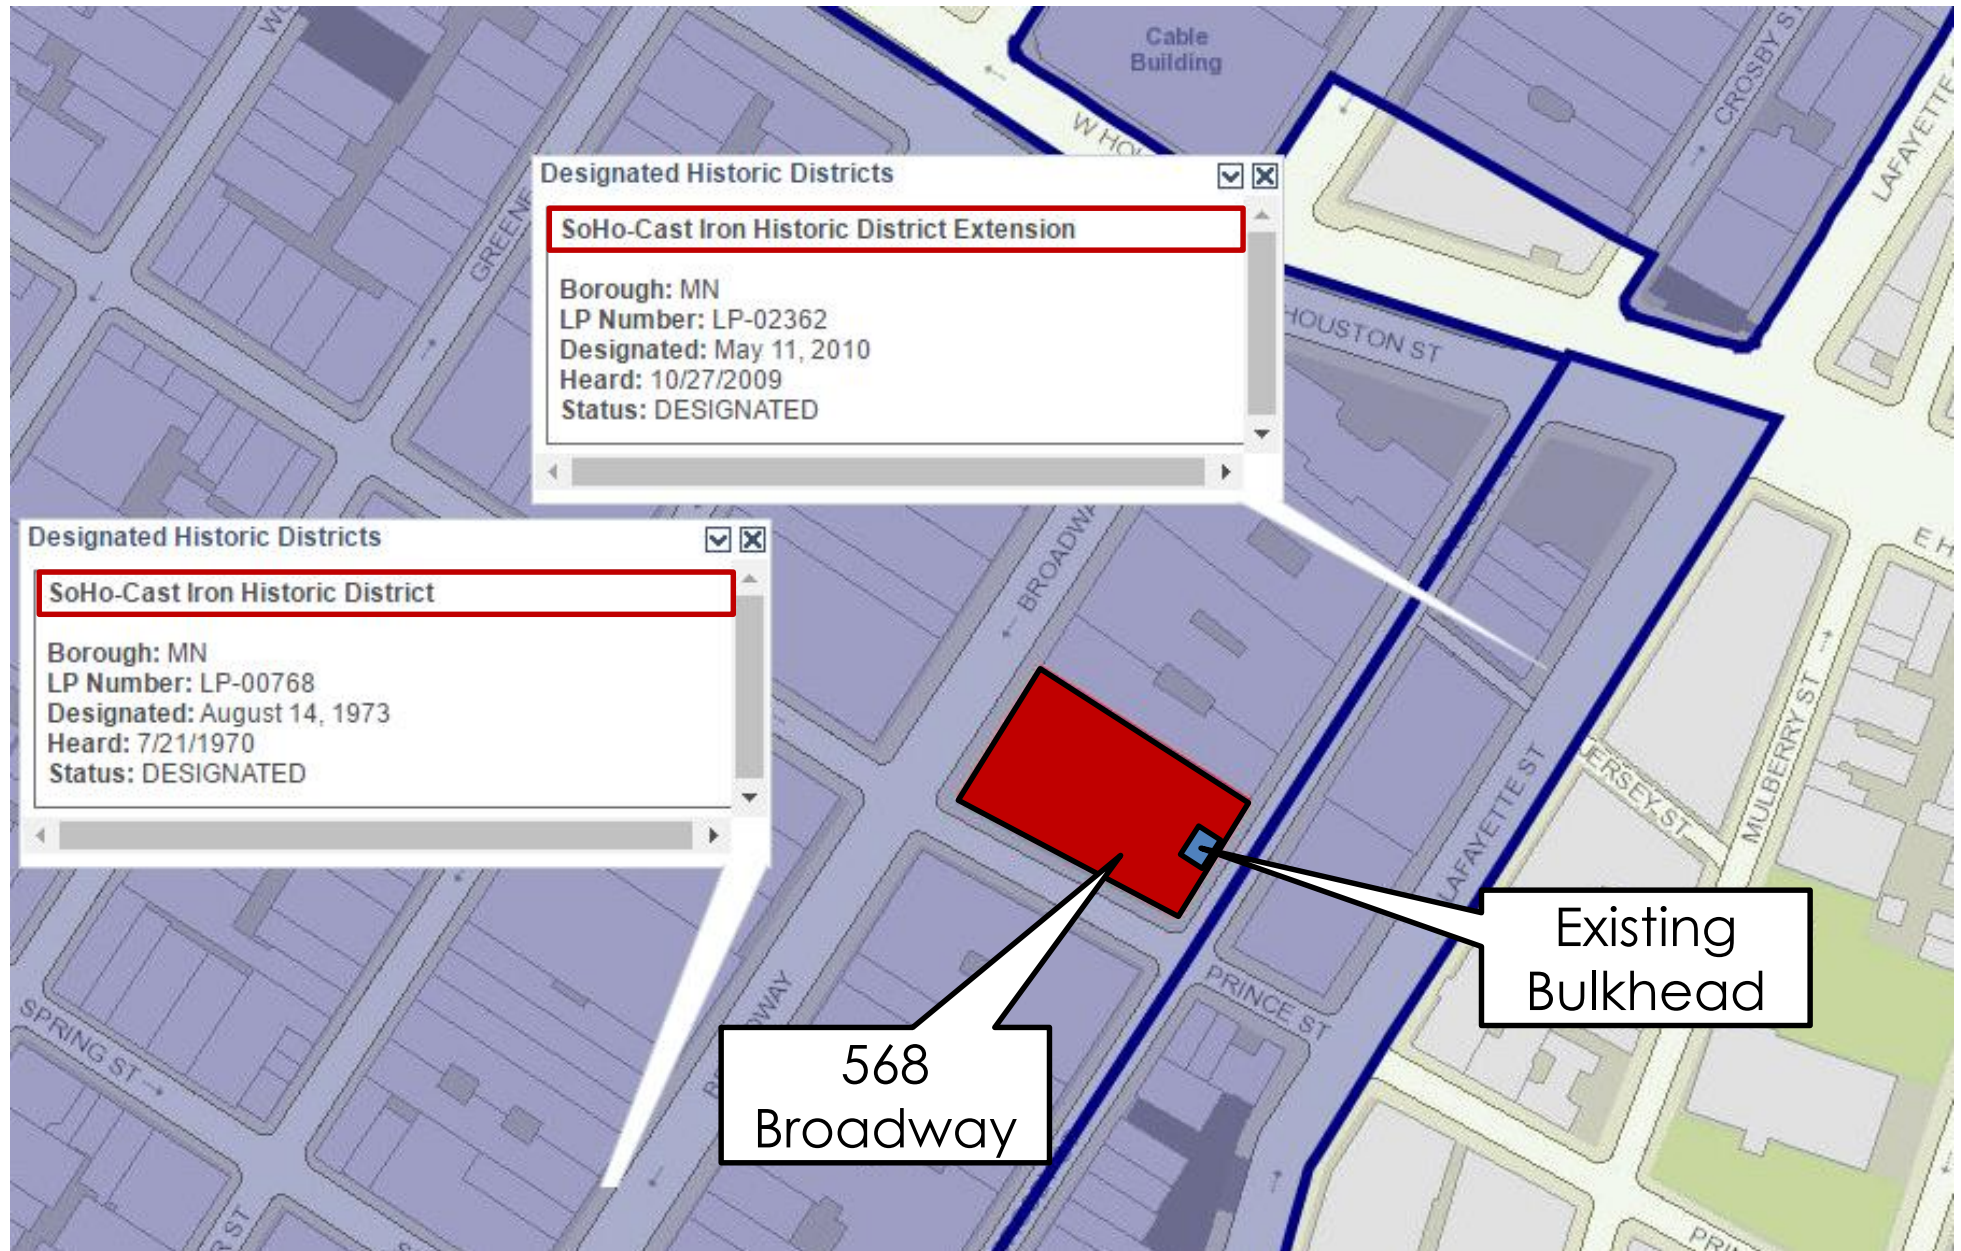 Cable
Building
CROSBY ST
LAFAYETTE
W HOU
Designated Historic Districts
SoHo-Cast Iron Historic District Extension
Borough: MN
LP Number: LP-02362
Designated: May 11, 2010
Heard: 10/27/2009
Status: DESIGNATED
GREENE
HOUSTON ST
BROADWA
E H
Designated Historic Districts
SoHo-Cast Iron Historic District
Borough: MN
LP Number: LP-00768
Designated: August 14, 1973
Heard: 7/21/1970
Status: DESIGNATED
JERSEY ST
MULBERRY ST
LAFAYETTE ST
Existing
Bulkhead
PRINCE ST
SPRING ST
568
Broadway
PRI